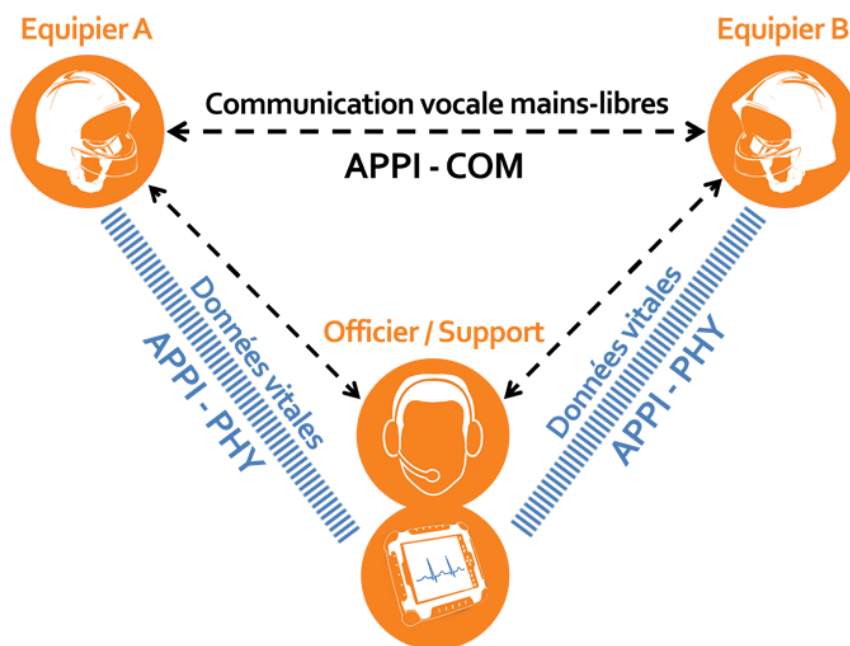 Equipier A
Equipier B
Communication vocale mains-libres
APPI - COM
Officier / Support
Données vitales
APPI - PHY
Données vitales
APPI - PHY